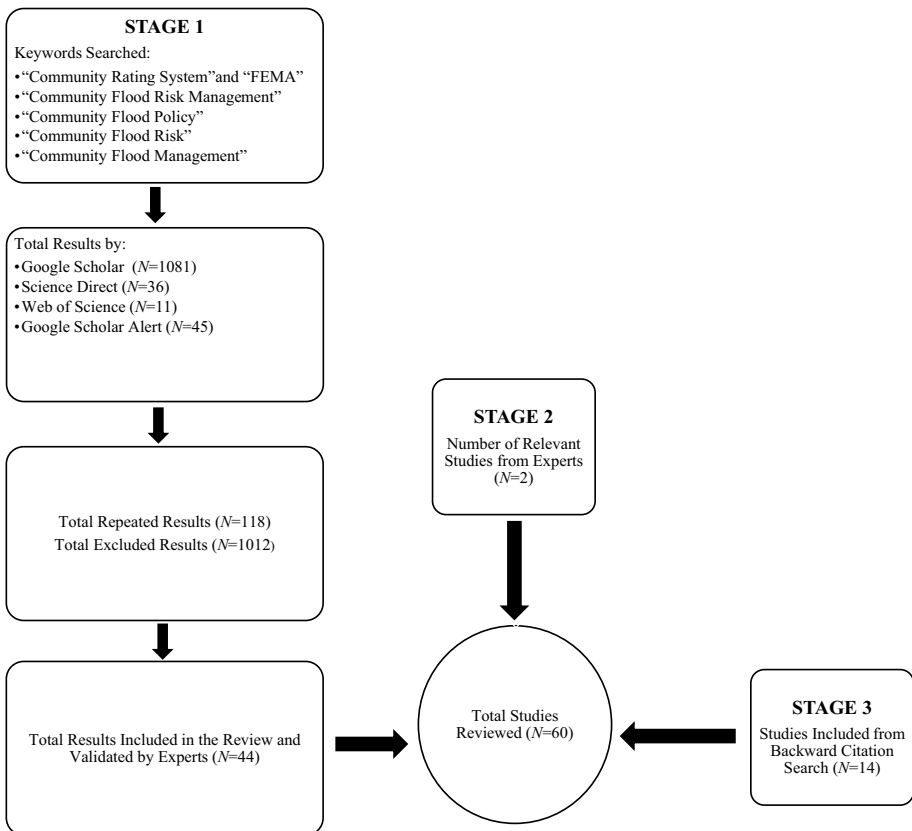 STAGE 1
Keywords Searched:
•“Community Rating System”and “FEMA”
•“Community Flood Risk Management”
•“Community Flood Policy”
•“Community Flood Risk”
•“Community Flood Management”
Total Results by:
•Google Scholar (N=1081)
•Science Direct (N=36)
•Web of Science (N=11)
•Google Scholar Alert (N=45)
Total Repeated Results (N=118)
Total Excluded Results (N=1012)
Total Results Included in the Review and
Validated by Experts (N=44)
STAGE 2
Number of Relevant
Studies from Experts
(N=2)
Total Studies
Reviewed (N=60)
STAGE 3
Studies Included from
Backward Citation
Search (N=14)